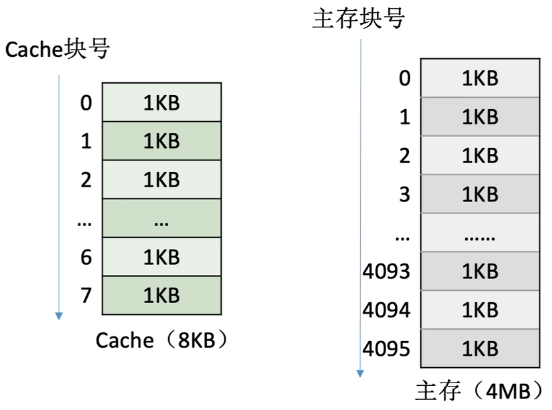 Cache块号
0 1KB
1 1KB
2 1KB
... ...
6 1KB
7 1KB
Cache（8KB）
主存块号
0 1KB
1 1KB
2 1KB
3 1KB
... ......
4093 1KB
4094 1KB
4095 1KB
主存（4MB）